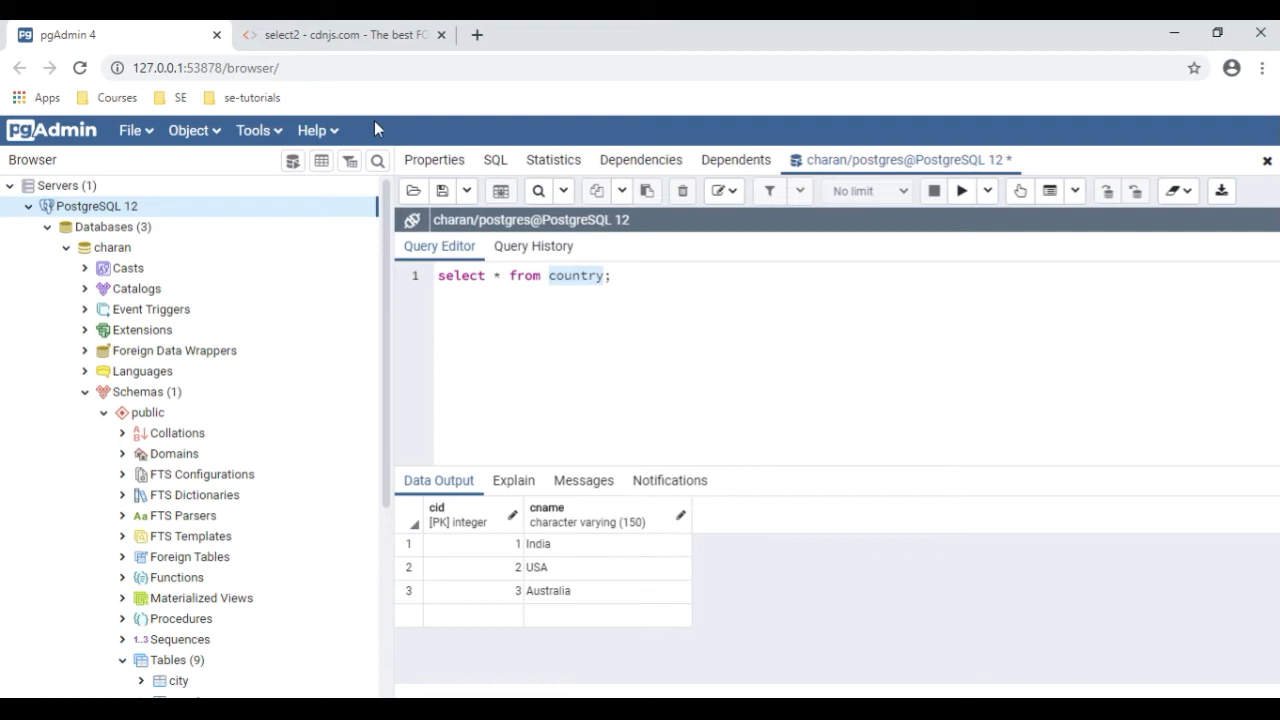 pgAdmin 4
select2 - cdnjs.com - The best FO
127.0.0.1:53878/browser/
Apps
Courses
SE
se-tutorials
pgAdmin
File
Object
Tools
Help
Browser
Properties
SQL
Statistics
Dependencies
Dependents
charan/postgres@PostgreSQL 12 *
Servers (1)
PostgreSQL 12
Databases (3)
charan
Casts
Catalogs
Event Triggers
Extensions
Foreign Data Wrappers
Languages
Schemas (1)
public
Collations
Domains
FTS Configurations
FTS Dictionaries
FTS Parsers
FTS Templates
Foreign Tables
Functions
Materialized Views
Procedures
1..3 Sequences
Tables (9)
city
No limit
charan/postgres@PostgreSQL 12
Query Editor
Query History
1 select * from country;
Data Output
Explain
Messages
Notifications
cid
[PK] integer
cname
character varying (150)
1 1 India
2 2 USA
3 3 Australia